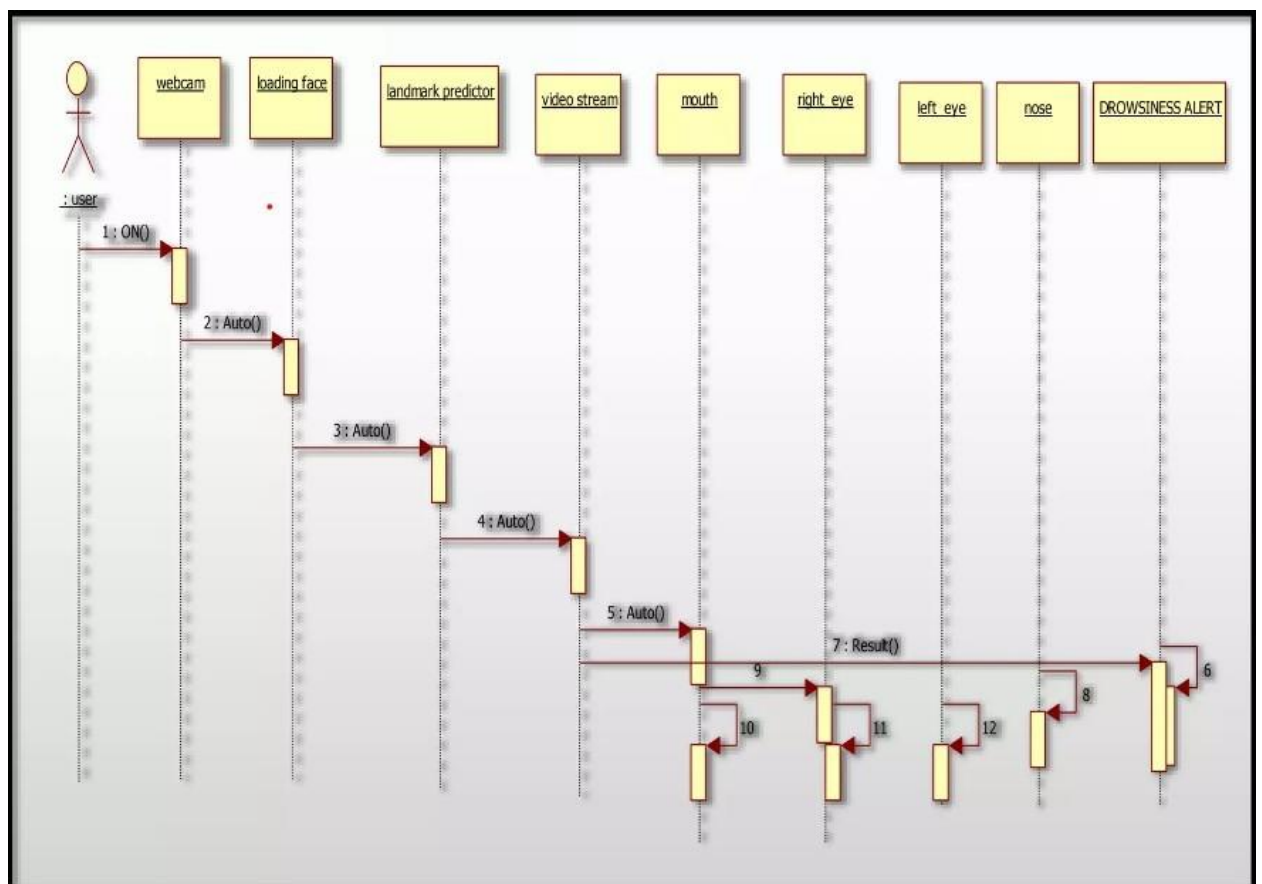 webcam
loading face
landmark predictor
video stream
mouth
right_eye
left_eye
nose
DROWSINESS ALERT
: user
1 : ON()
2 : Auto()
3 : Auto()
4 : Auto()
5 : Auto()
7 : Result()
6
9
8
10
11
12